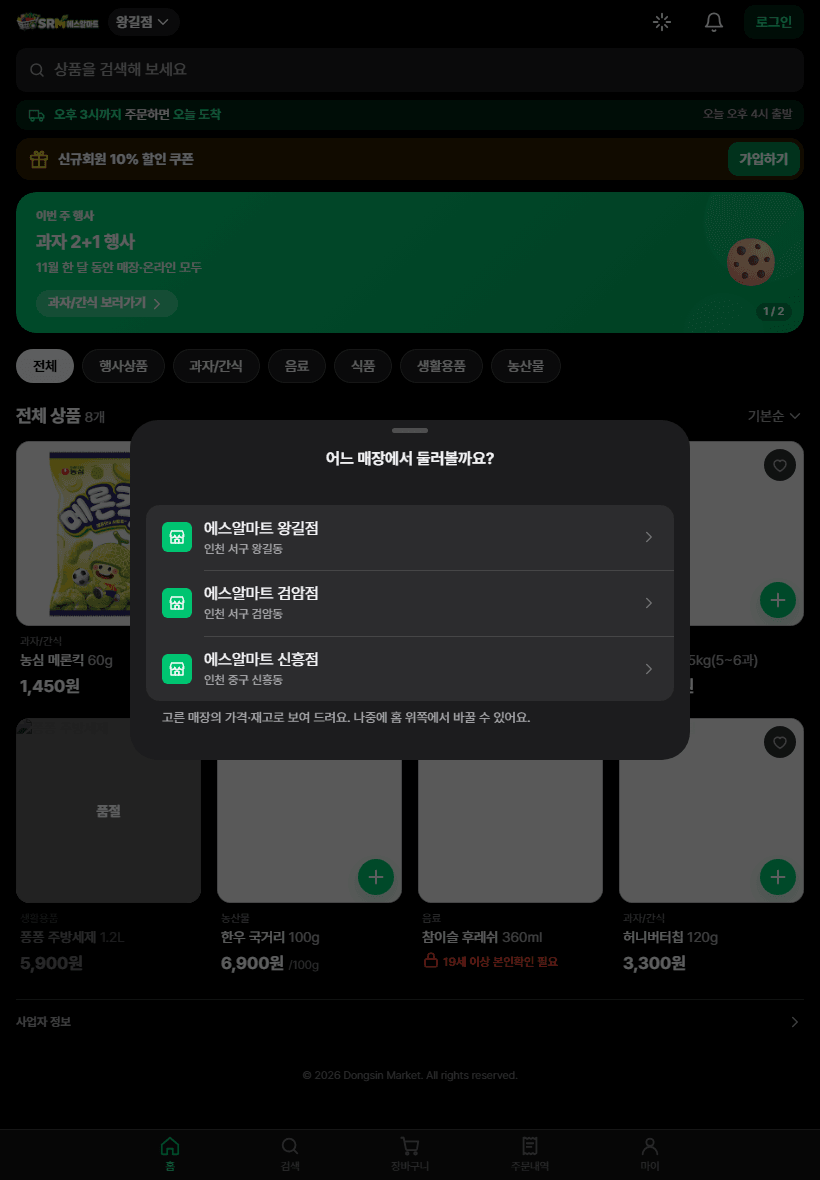 SRM에스알마트
왕길점
로그인
상품을 검색해 보세요
오후 3시까지 주문하면 오늘 도착
오늘 오후 4시 출발
신규회원 10% 할인 쿠폰
가입하기
이번 주 행사
과자 2+1 행사
11월 한 달 동안 매장·온라인 모두
과자/간식 보러가기
1 / 2
전체
행사상품
과자/간식
음료
식품
생활용품
농산물
전체 상품 8개
기본순
어느 매장에서 둘러볼까요?
에스알마트 왕길점
인천 서구 왕길동
에스알마트 검암점
인천 서구 검암동
에스알마트 신흥점
인천 중구 신흥동
고른 매장의 가격·재고로 보여 드려요. 나중에 홈 위쪽에서 바꿀 수 있어요.
농심
메론킥
과자/간식
농심 메론킥 60g
1,450원
5kg(5~6과)
품절
생활용품
퐁퐁 주방세제 1.2L
5,900원
농산물
한우 국거리 100g
6,900원 /100g
음료
참이슬 후레쉬 360ml
19세 이상 본인확인 필요
과자/간식
허니버터칩 120g
3,300원
사업자 정보
© 2026 Dongsin Market. All rights reserved.
홈
검색
장바구니
주문내역
마이